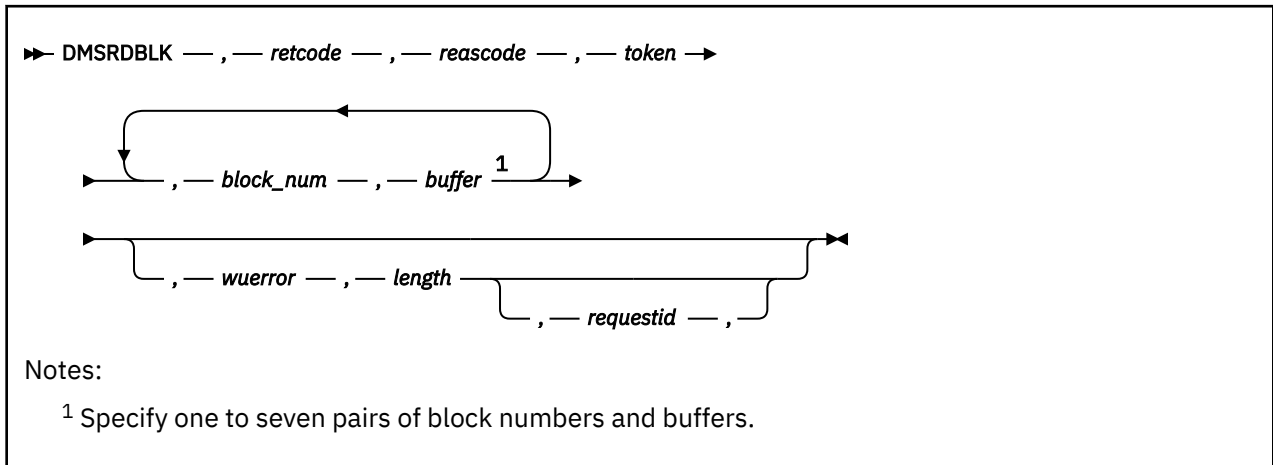 DMSRDBLK , retcode , reascode , token
, block_num , buffer 1
, wuerror , length
, requestid ,
Notes:
1 Specify one to seven pairs of block numbers and buffers.